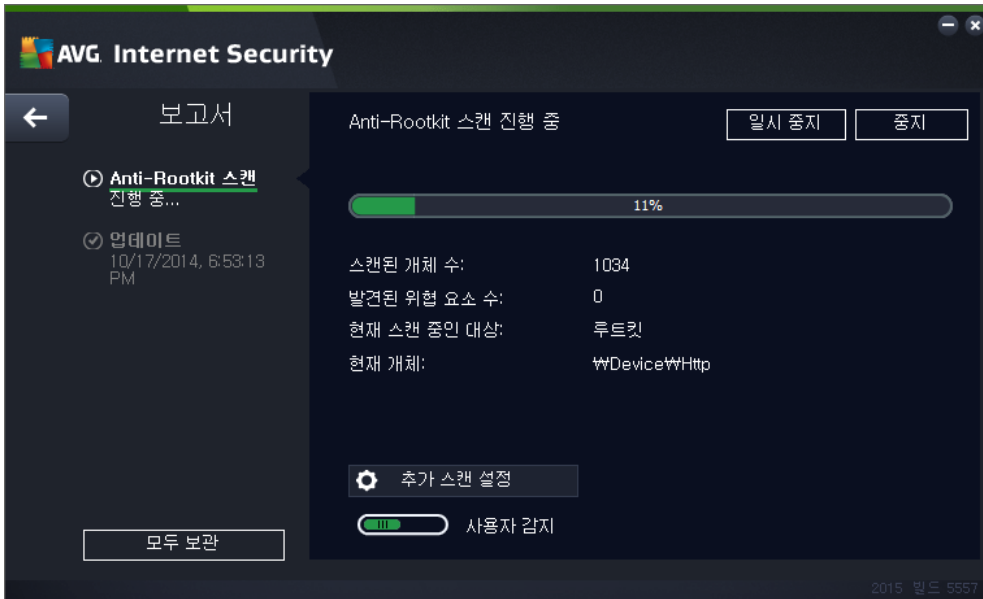 AVG Internet Security
보고서
Anti-Rootkit 스캔
진행 중...
업데이트
10/17/2014, 6:53:13
PM
모두 보관
Anti-Rootkit 스캔 진행 중
일시 중지
중지
11%
스캔된 개체 수: 1034
발견된 위협 요소 수: 0
현재 스캔 중인 대상: 루트킷
현재 개체: ₩Device₩Http
추가 스캔 설정
사용자 감지
2015 빌드 5557